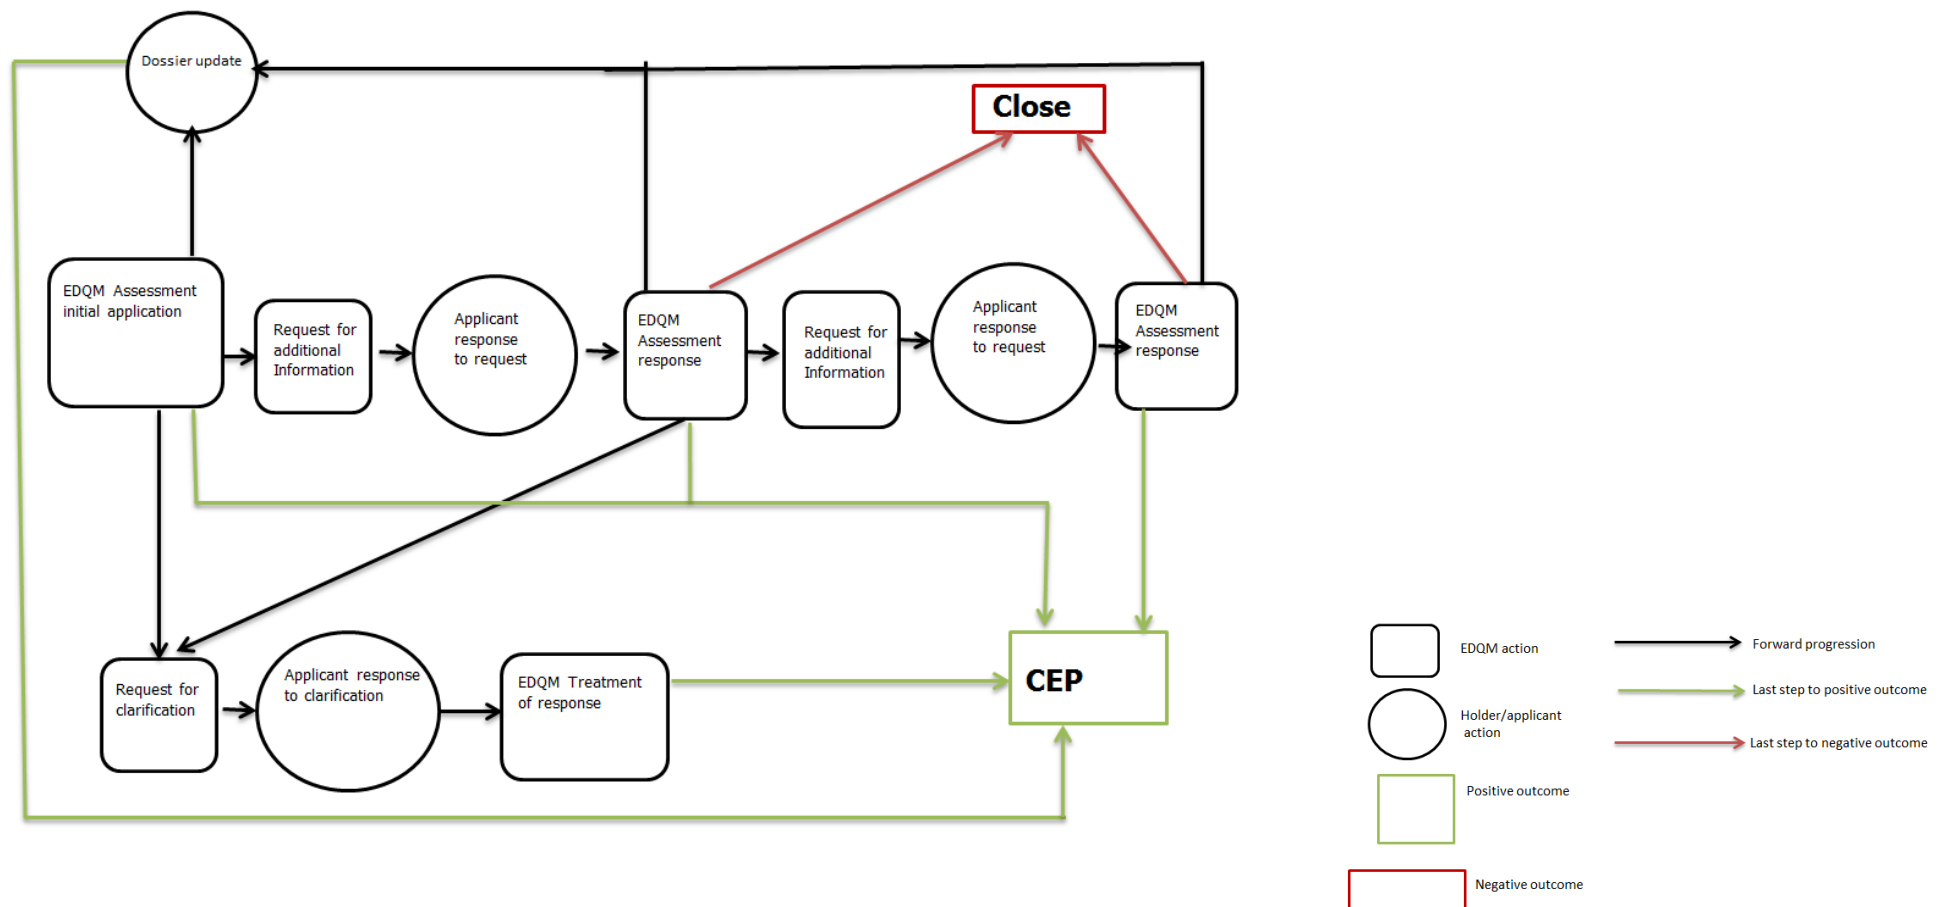 Dossier update
Close
EDQM Assessment
initial application
Request for
additional
Information
Applicant
response
to request
EDQM
Assessment
response
Request for
additional
Information
Applicant
response
to request
EDQM
Assessment
response
Request for
clarification
Applicant response
to clarification
EDQM Treatment
of response
CEP
EDQM action
Forward progression
Holder/applicant
action
Last step to positive outcome
Last step to negative outcome
Positive outcome
Negative outcome